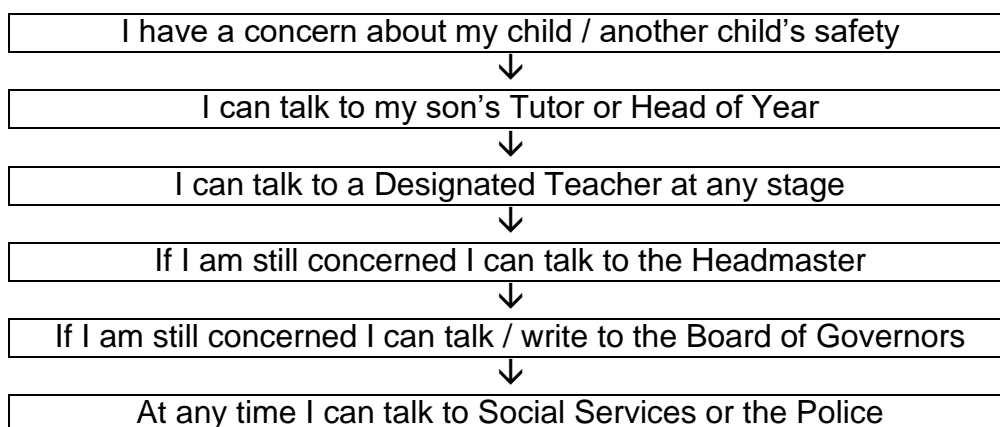 I have a concern about my child / another child's safety
↓
I can talk to my son's Tutor or Head of Year
↓
I can talk to a Designated Teacher at any stage
↓
If I am still concerned I can talk to the Headmaster
↓
If I am still concerned I can talk / write to the Board of Governors
↓
At any time I can talk to Social Services or the Police